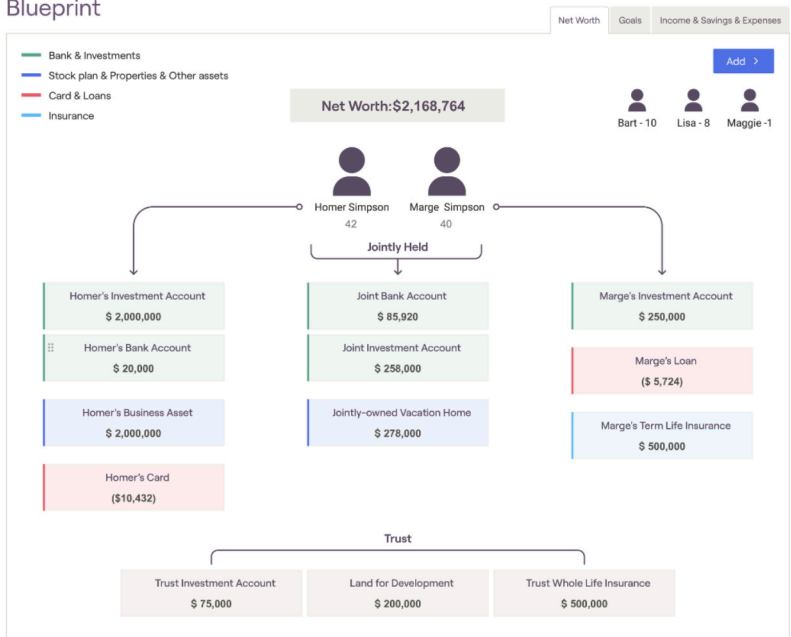 Blueprint
Net Worth
Goals
Income & Savings & Expenses
Bank & Investments
Stock plan & Properties & Other assets
Card & Loans
Insurance
Add >
Net Worth:$2,168,764
Bart - 10
Lisa - 8
Maggie -1
Homer Simpson
42
Marge Simpson
40
Jointly Held
Homer's Investment Account
$ 2,000,000
Homer's Bank Account
$ 20,000
Homer's Business Asset
$ 2,000,000
Homer's Card
($10,432)
Joint Bank Account
$ 85,920
Joint Investment Account
$ 258,000
Jointly-owned Vacation Home
$ 278,000
Marge's Investment Account
$ 250,000
Marge's Loan
($ 5,724)
Marge's Term Life Insurance
$ 500,000
Trust
Trust Investment Account
$ 75,000
Land for Development
$ 200,000
Trust Whole Life Insurance
$ 500,000